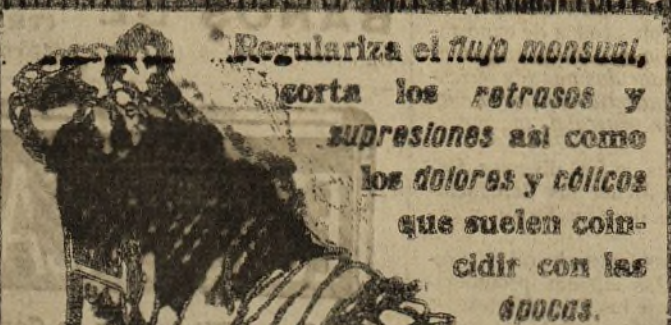 Regulariza el flujo mensual,
corta los retrasos y
supresiones asi como
los dolores y cólicos
que suelen coin-
cidir con las
épocas.